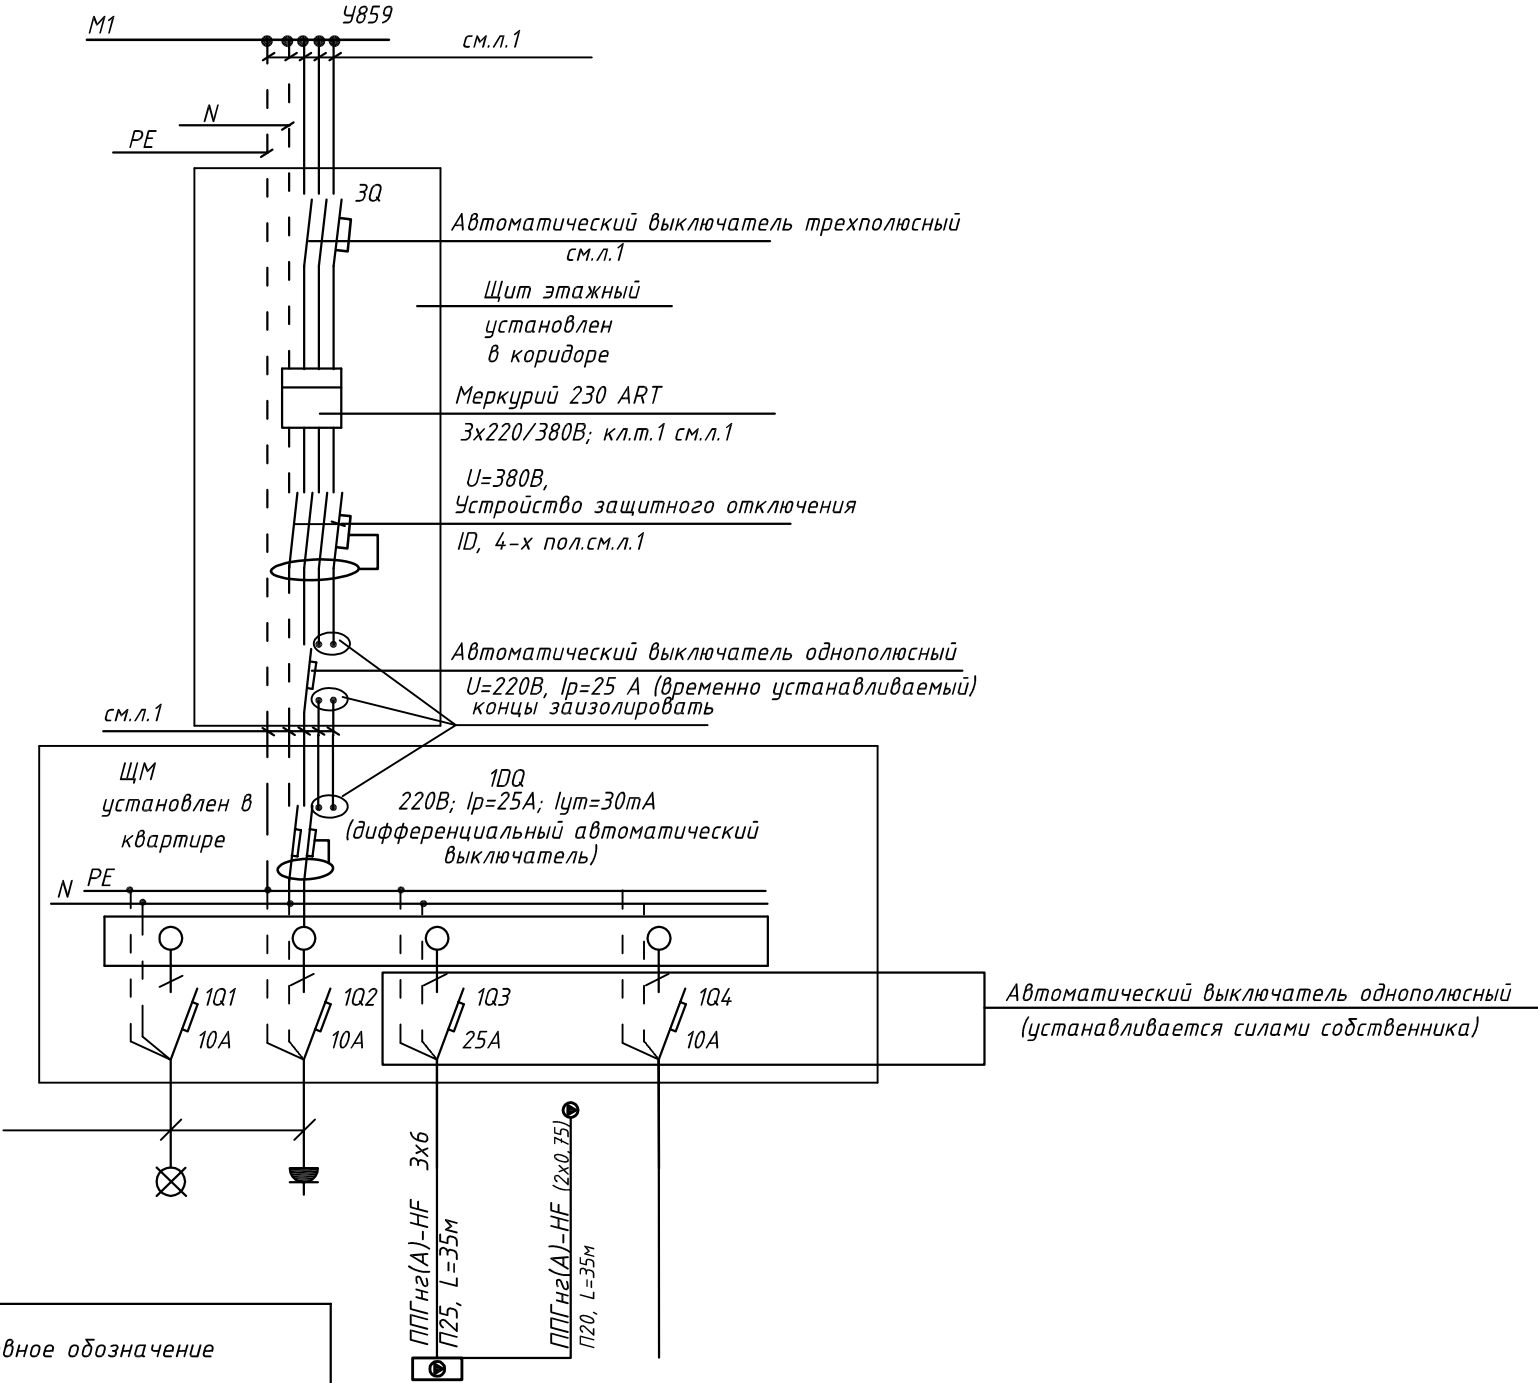 М1
У859
см.л.1
N
PE
3Q
Автоматический выключатель трехполюсный
см.л.1
Щит этажный
установлен
в коридоре
Меркурий 230 ART
3х220/380В; кл.т.1 см.л.1
U=380В,
Устройство защитного отключения
ID, 4-х пол.см.л.1
Автоматический выключатель однополюсный
U=220В, Iр=25 А (временно устанавливаемый)
концы заизолировать
см.л.1
ЩМ
установлен в
квартире
1DQ
220В; Iр=25А; Iут=30mА
(дифференциальный автоматический
выключатель)
PE
N
1Q1
10А
1Q2
10А
1Q3
25А
1Q4
10А
Автоматический выключатель однополюсный
(устанавливается силами собственника)
ППГнг(А)-HF 3х6
П25, L=35м
ППГнг(А)-HF (2х0,75)
П20, L=35м
вное обозначение